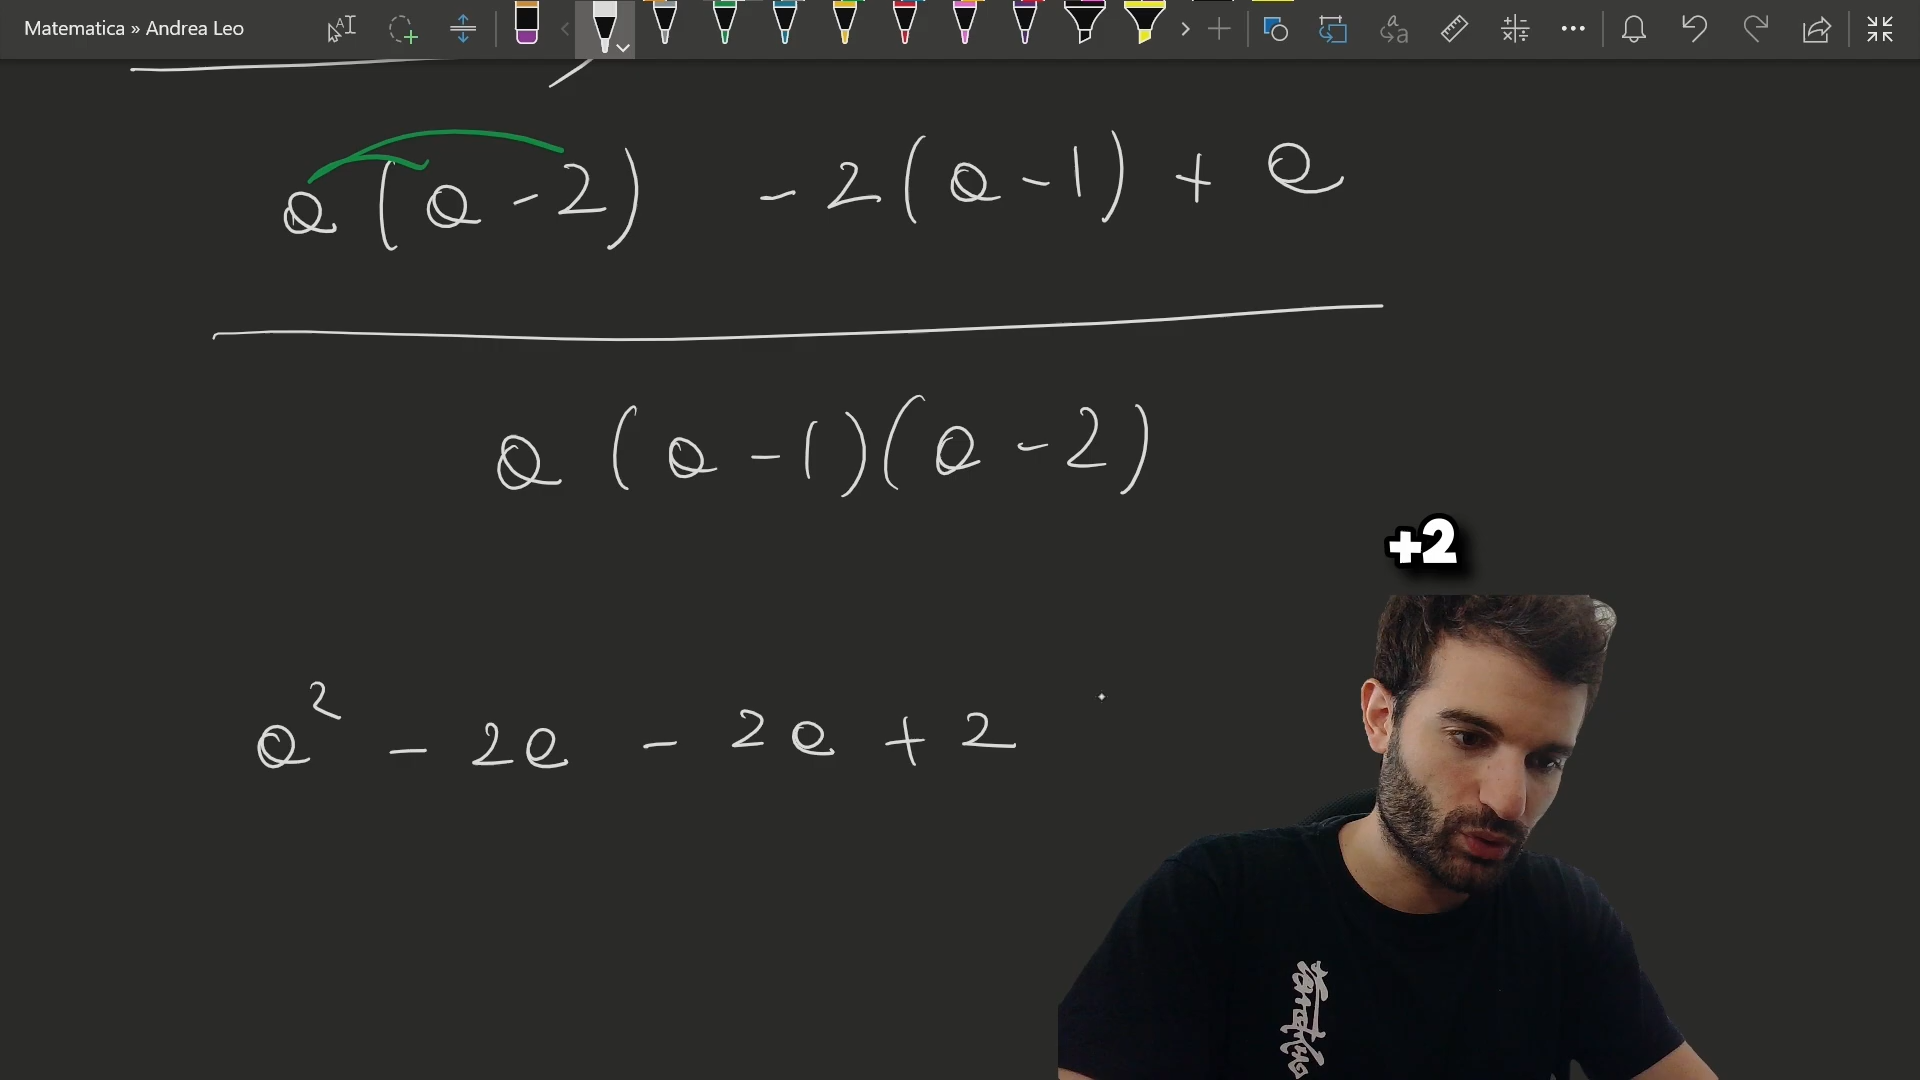 Matematica » Andrea Leo
a(a-2) -2(a-1) + a
a(a-1)(a-2)
+2
a² - 2a - 2a + 2